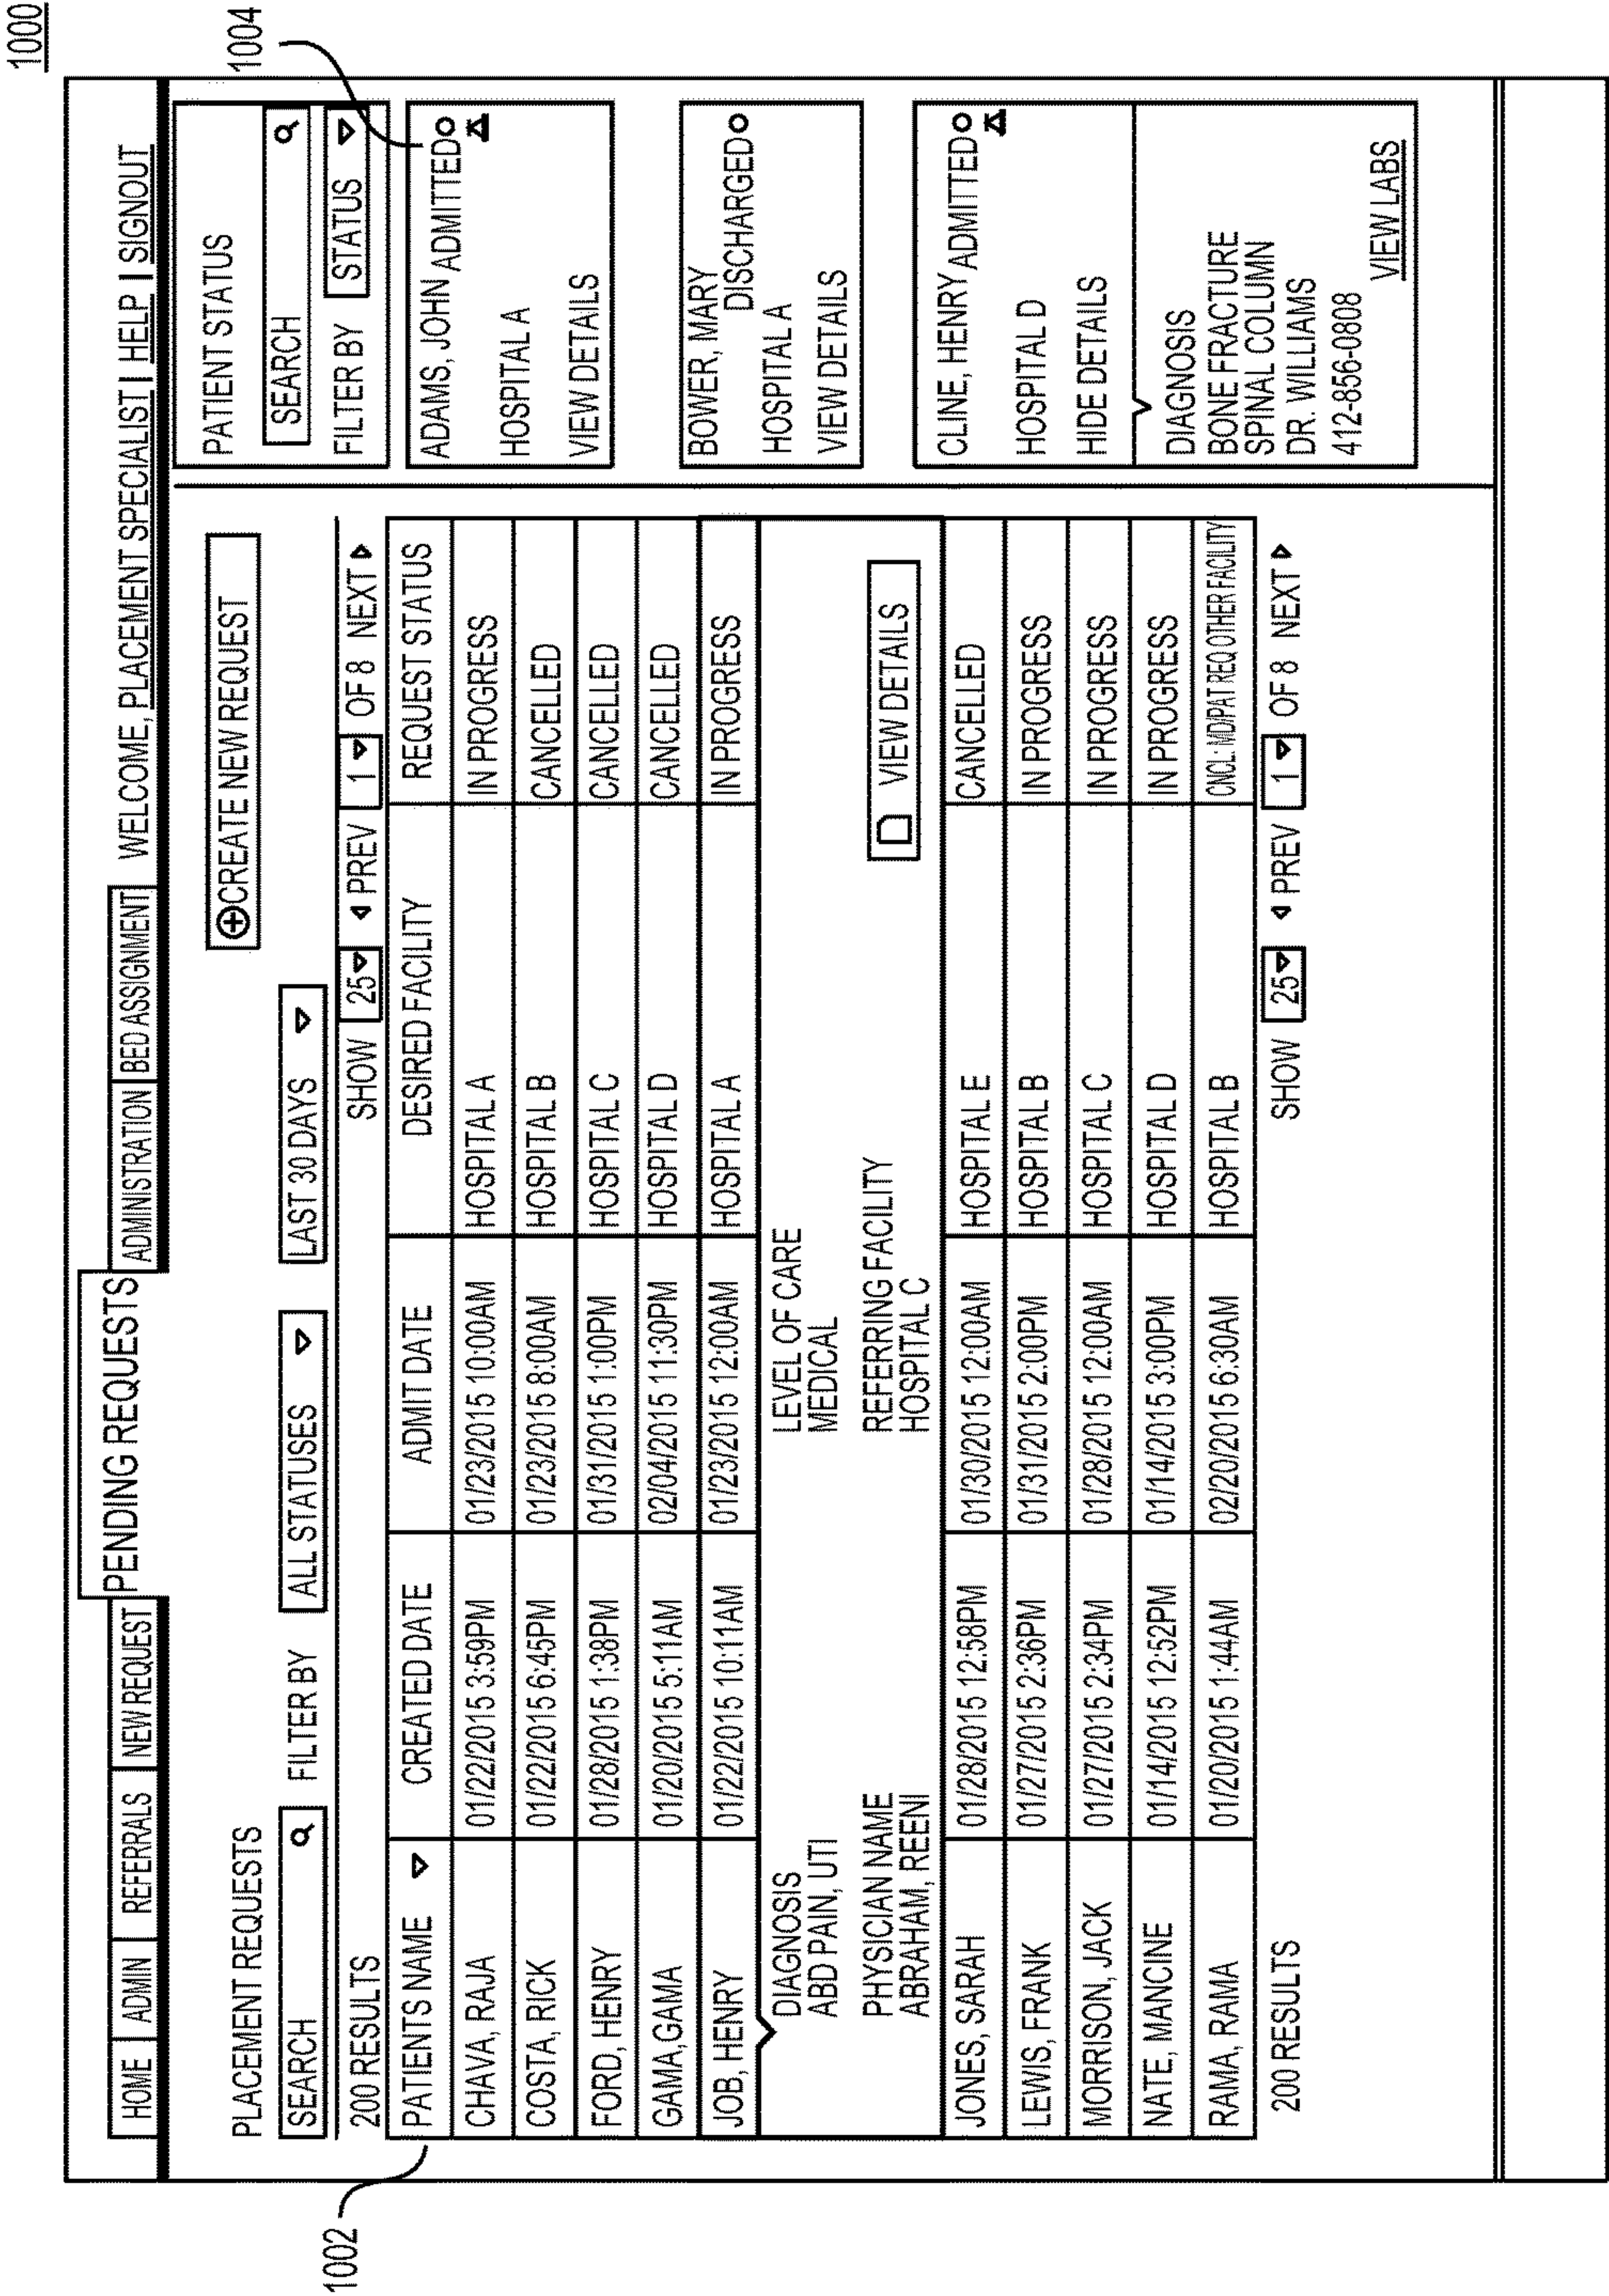 1000
HOME ADMIN REFERRALS NEW REQUEST PENDING REQUESTS ADMINISTRATION BED ASSIGNMENT WELCOME, PLACEMENT SPECIALIST | HELP | SIGNOUT
PLACEMENT REQUESTS
CREATE NEW REQUEST
SEARCH FILTER BY ALL STATUSES LAST 30 DAYS
200 RESULTS SHOW 25 PREV 1 OF 8 NEXT
PATIENTS NAME CREATED DATE ADMIT DATE DESIRED FACILITY REQUEST STATUS
CHAVA, RAJA 01/22/2015 3:59PM 01/23/2015 10:00AM HOSPITAL A IN PROGRESS
COSTA, RICK 01/22/2015 6:45PM 01/23/2015 8:00AM HOSPITAL B CANCELLED
FORD, HENRY 01/28/2015 1:38PM 01/31/2015 1:00PM HOSPITAL C CANCELLED
GAMA,GAMA 01/20/2015 5:11AM 02/04/2015 11:30PM HOSPITAL D CANCELLED
JOB, HENRY 01/22/2015 10:11AM 01/23/2015 12:00AM HOSPITAL A IN PROGRESS
DIAGNOSIS LEVEL OF CARE
ABD PAIN, UTI MEDICAL
PHYSICIAN NAME REFERRING FACILITY VIEW DETAILS
ABRAHAM, REENI HOSPITAL C
JONES, SARAH 01/28/2015 12:58PM 01/30/2015 12:00AM HOSPITAL E CANCELLED
LEWIS, FRANK 01/27/2015 2:36PM 01/31/2015 2:00PM HOSPITAL B IN PROGRESS
MORRISON, JACK 01/27/2015 2:34PM 01/28/2015 12:00AM HOSPITAL C IN PROGRESS
NATE, MANCINE 01/14/2015 12:52PM 01/14/2015 3:00PM HOSPITAL D IN PROGRESS
RAMA, RAMA 01/20/2015 1:44AM 02/20/2015 6:30AM HOSPITAL B CNCL: MD/PAT REQ OTHER FACILITY
200 RESULTS SHOW 25 PREV 1 OF 8 NEXT
PATIENT STATUS
SEARCH
FILTER BY STATUS
ADAMS, JOHN ADMITTED
HOSPITAL A
VIEW DETAILS
BOWER, MARY
DISCHARGED
HOSPITAL A
VIEW DETAILS
CLINE, HENRY ADMITTED
HOSPITAL D
HIDE DETAILS
DIAGNOSIS
BONE FRACTURE
SPINAL COLUMN
DR. WILLIAMS
412-856-0808
VIEW LABS
1002
1004